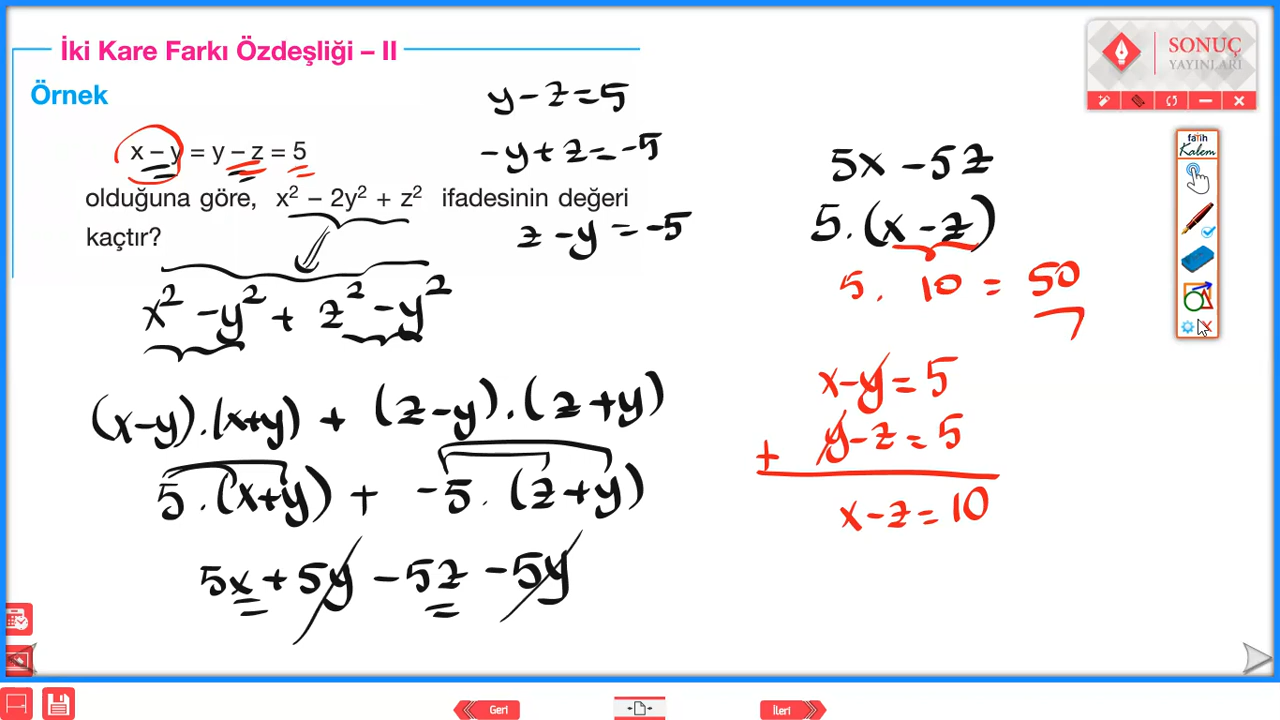 İki Kare Farkı Özdeşliği – II
Örnek
x – y = y – z = 5
olduğuna göre, x² – 2y² + z² ifadesinin değeri
kaçtır?
x² – y² + z² – y²
(x–y).(x+y) + (z–y).(z+y)
5.(x+y) + –5.(z+y)
5x + 5y – 5z – 5y
y – z = 5
–y + z = –5
z – y = –5
5x – 5z
5.(x – z)
5. 10 = 50
x–y = 5
+ y–z = 5
x–z = 10
SONUÇ
YAYINLARI
fatih
Kalem
Geri
İleri